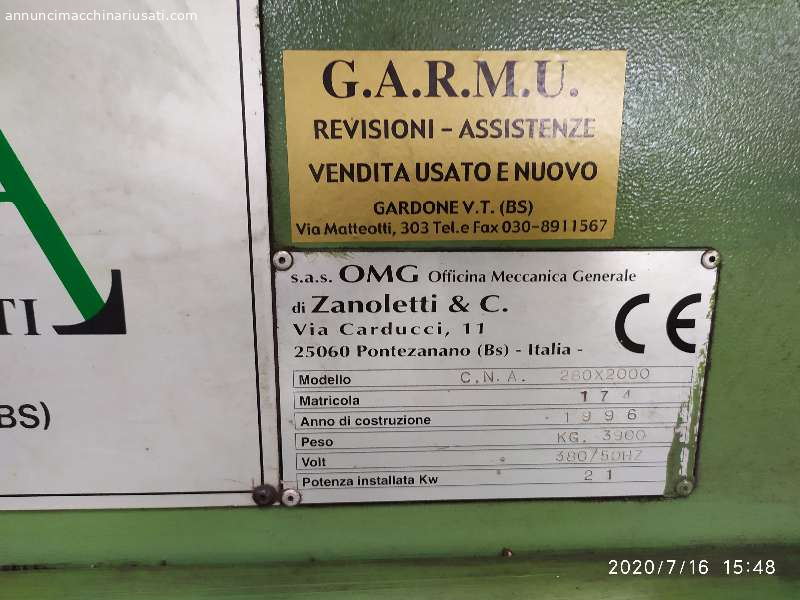 annuncimacchinariusati.com
G.A.R.M.U.
REVISIONI - ASSISTENZE
VENDITA USATO E NUOVO
GARDONE V.T. (BS)
Via Matteotti, 303 Tel.e Fax 030-8911567
A
TI
BS)
s.a.s. OMG Officina Meccanica Generale
di Zanoletti & C.
Via Carducci, 11
25060 Pontezanano (Bs) - Italia -
CE
Modello C.N.A. 280X2000
Matricola 174
Anno di costruzione 1996
Peso KG. 3900
Volt 380/50HZ
Potenza installata Kw 21
2020/7/16 15:48